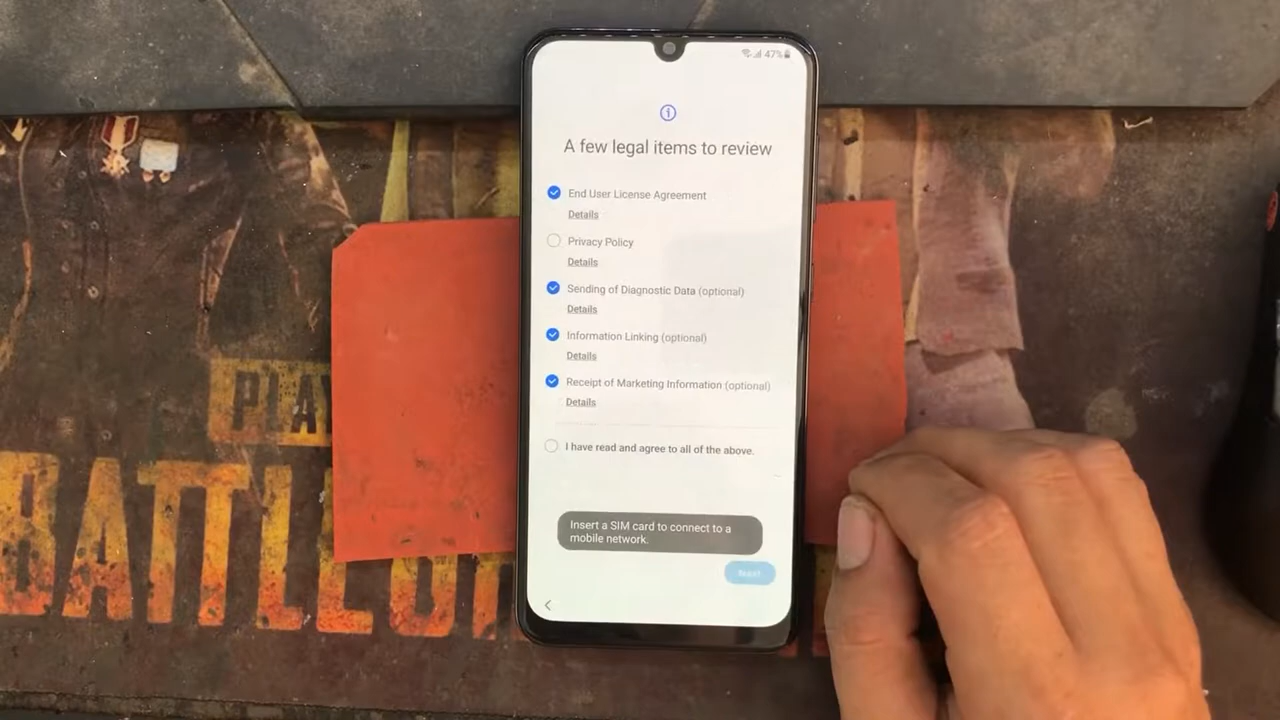 47%
A few legal items to review
End User License Agreement
Details
Privacy Policy
Details
Sending of Diagnostic Data (optional)
Details
Information Linking (optional)
Details
Receipt of Marketing Information (optional)
Details
I have read and agree to all of the above.
Insert a SIM card to connect to a
mobile network.
Next
PLA
BATTLEG